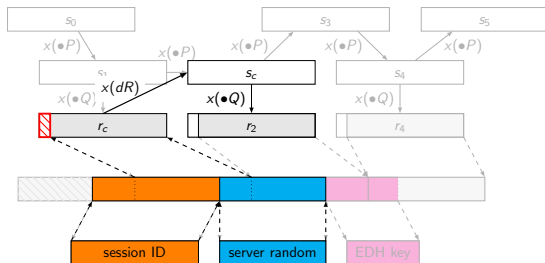 s0 s3 s5
x(•P) x(•P) x(•P) x(•P)
s1 sc s4
x(dR)
x(•Q) x(•Q) x(•Q)
rc r2 r4
session ID server random EDH key